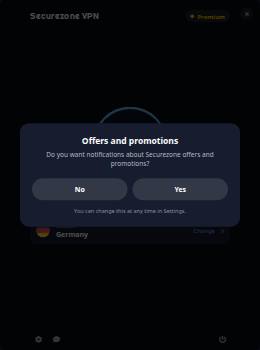 Securezone VPN
Premium
Offers and promotions
Do you want notifications about Securezone offers and
promotions?
No
Yes
You can change this at any time in Settings.
Germany
Change